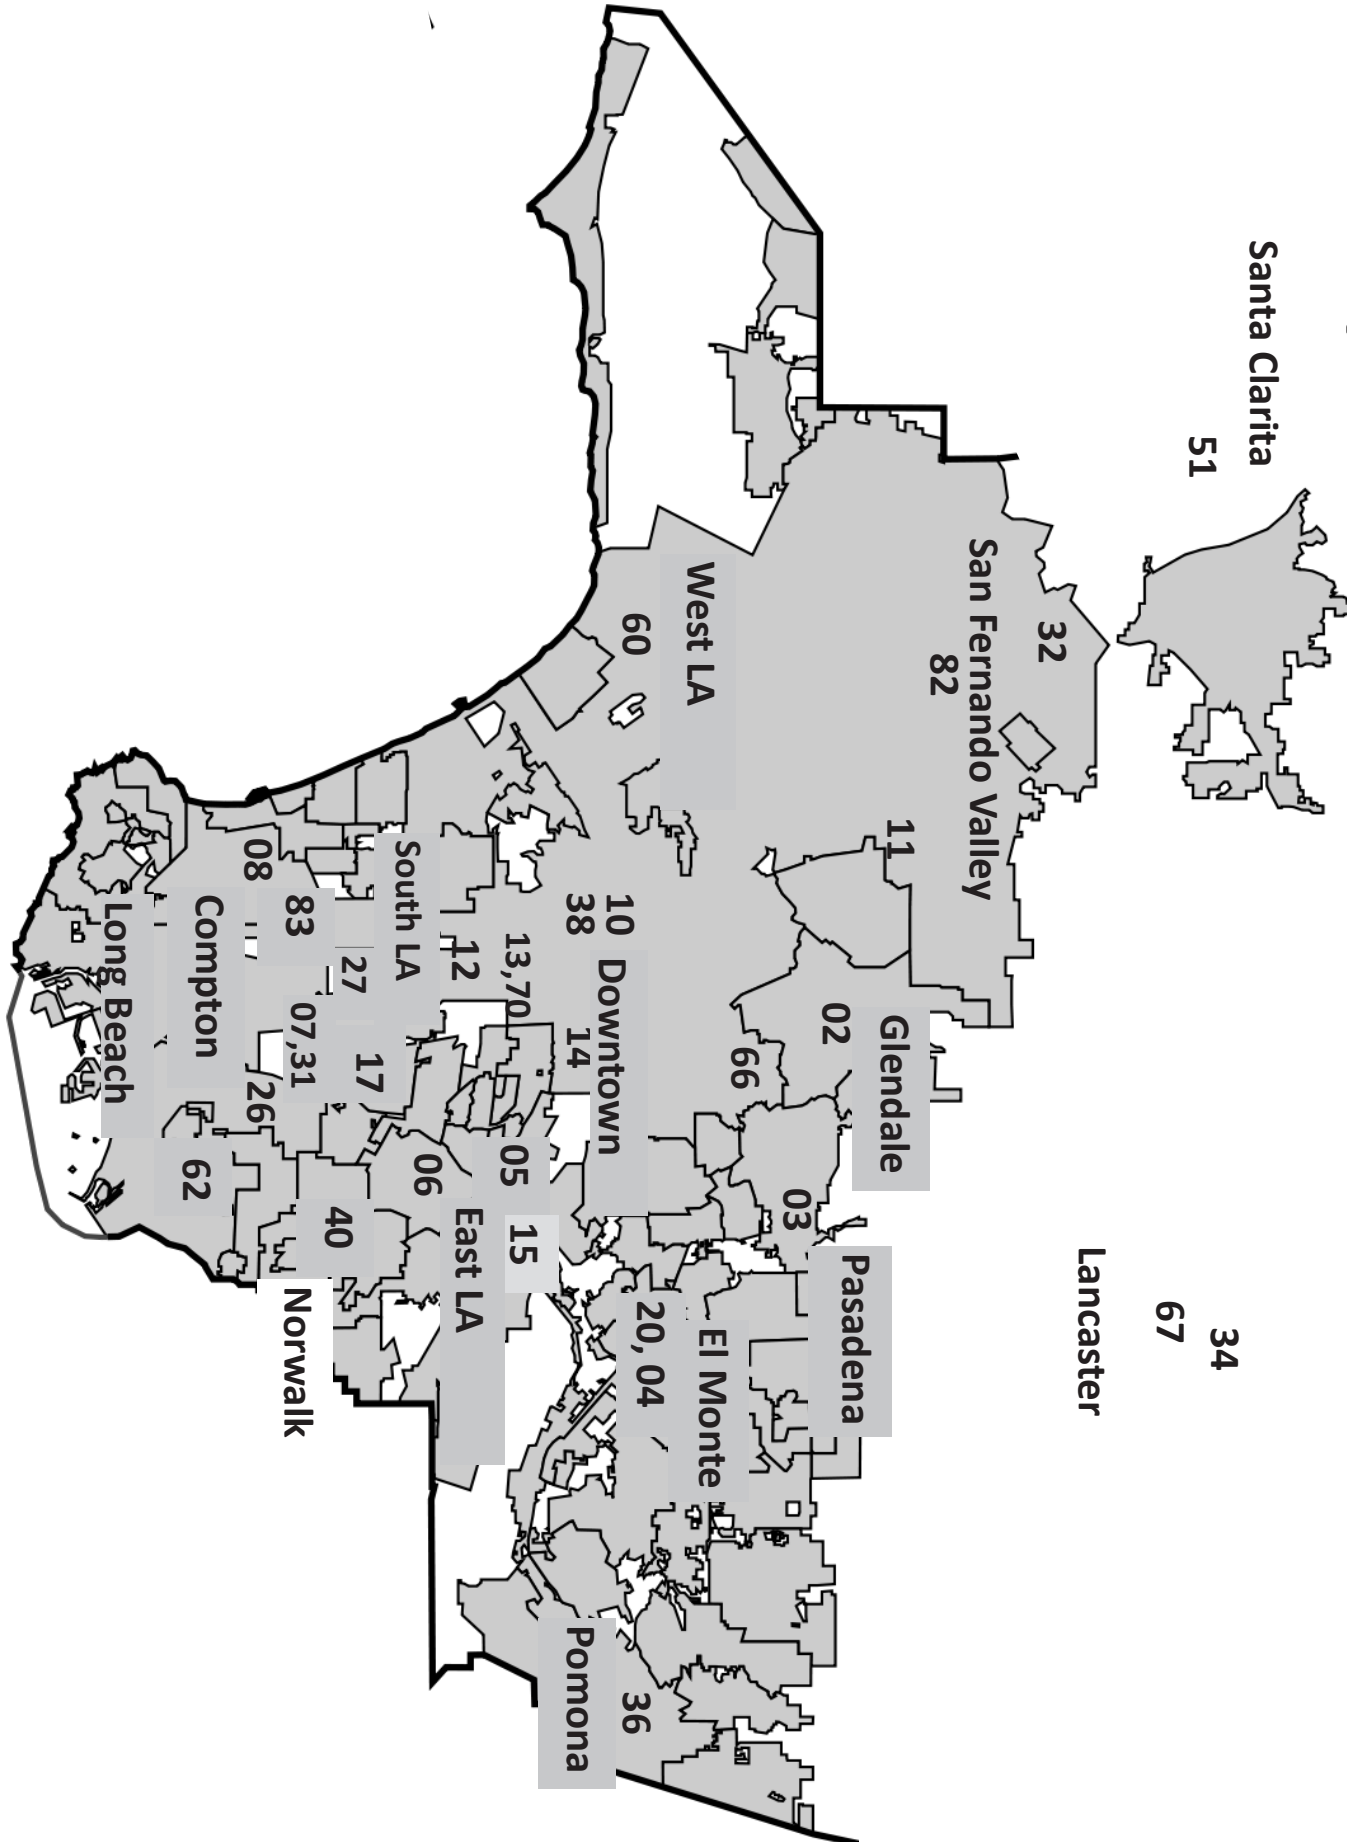 Santa Clarita
51
34
67
Lancaster
32
San Fernando Valley
82
11
Glendale
02
Pasadena
03
66
West LA
60
El Monte
20, 04
10
38
Downtown
14
36
Pomona
13,70
05
15
12
East LA
06
South LA
27
17
40
83
07,31
Norwalk
08
26
Compton
62
Long Beach